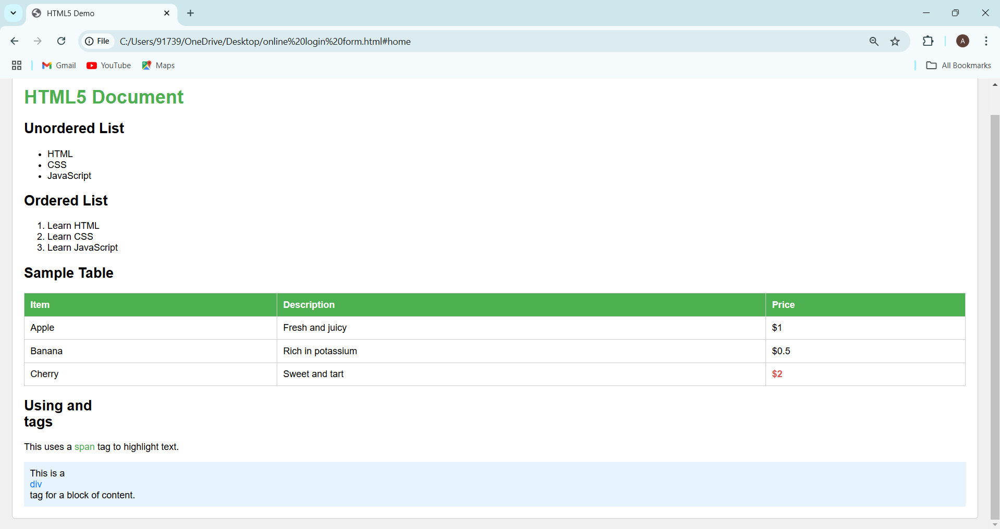 HTML5 Demo
File C:/Users/91739/OneDrive/Desktop/online%20login%20form.html#home
A
Gmail YouTube Maps All Bookmarks
HTML5 Document
Unordered List
• HTML
• CSS
• JavaScript
Ordered List
1. Learn HTML
2. Learn CSS
3. Learn JavaScript
Sample Table
Item Description Price
Apple Fresh and juicy $1
Banana Rich in potassium $0.5
Cherry Sweet and tart $2
Using and
tags
This uses a span tag to highlight text.
This is a
div
tag for a block of content.